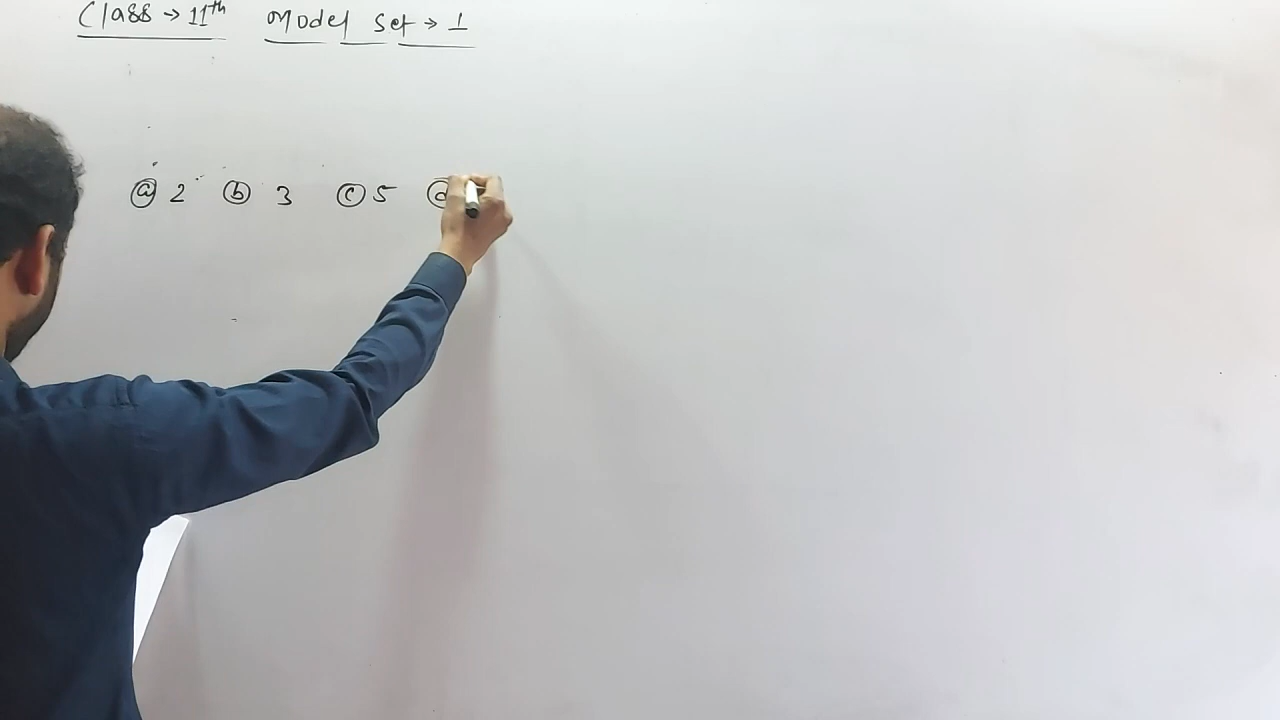 Class → 11th Model Set → 1
ⓐ 2 ⓑ 3 ⓒ 5 ⓓ